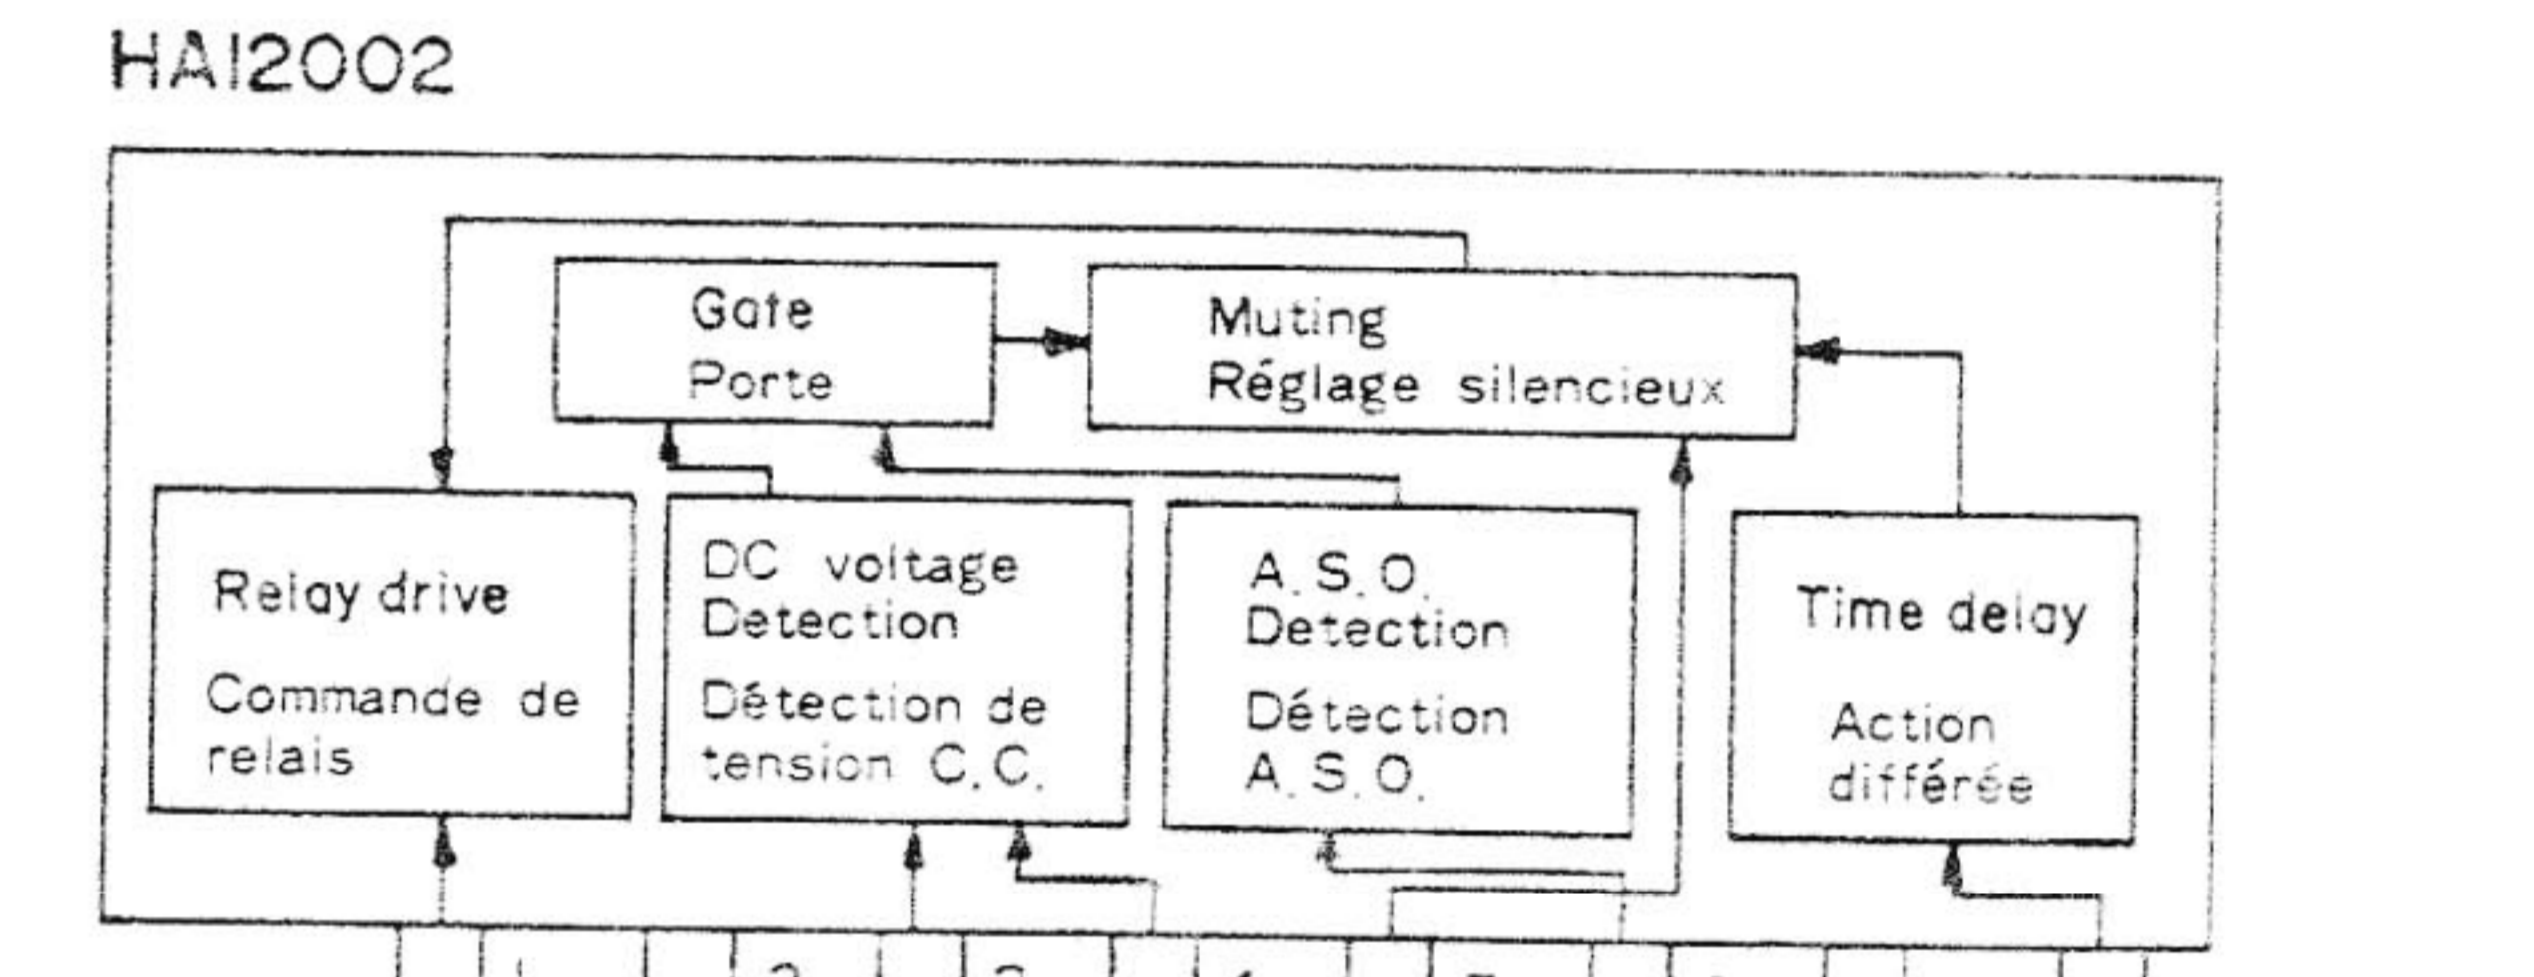 HA12002
Gate
Porte
Muting
Réglage silencieux
Relay drive
Commande de
relais
DC voltage
Detection
Détection de
tension C.C.
A.S.O.
Detection
Détection
A.S.O.
Time delay
Action
différée